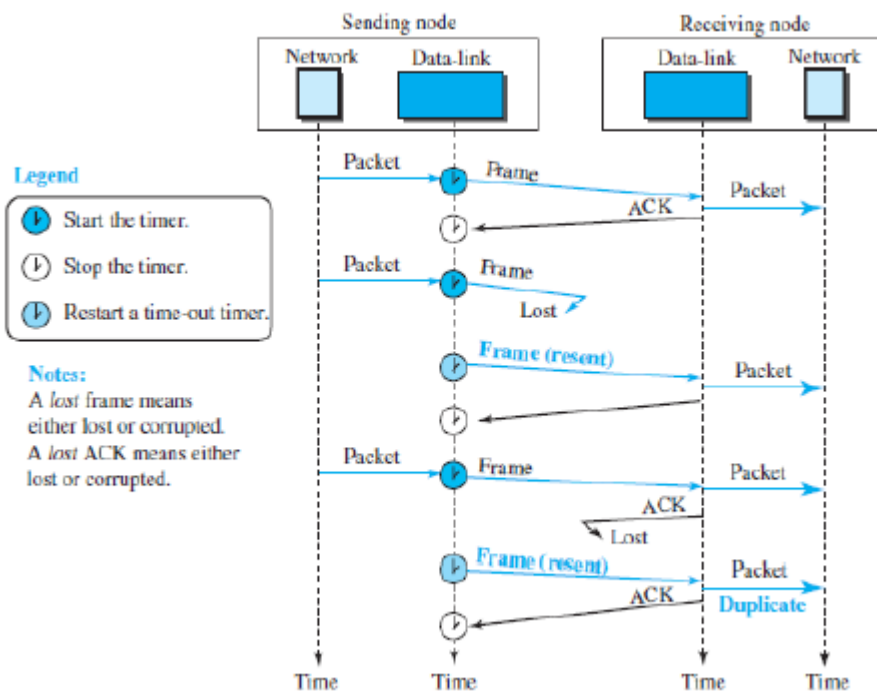 Sending node
Receiving node
Network
Data-link
Data-link
Network
Legend
Start the timer.
Stop the timer.
Restart a time-out timer.
Notes:
A lost frame means
either lost or corrupted.
A lost ACK means either
lost or corrupted.
Packet
Frame
ACK
Packet
Packet
Frame
Lost
Frame (resent)
Packet
Packet
Frame
Packet
ACK
Lost
Frame (resent)
Packet
Duplicate
ACK
Time
Time
Time
Time